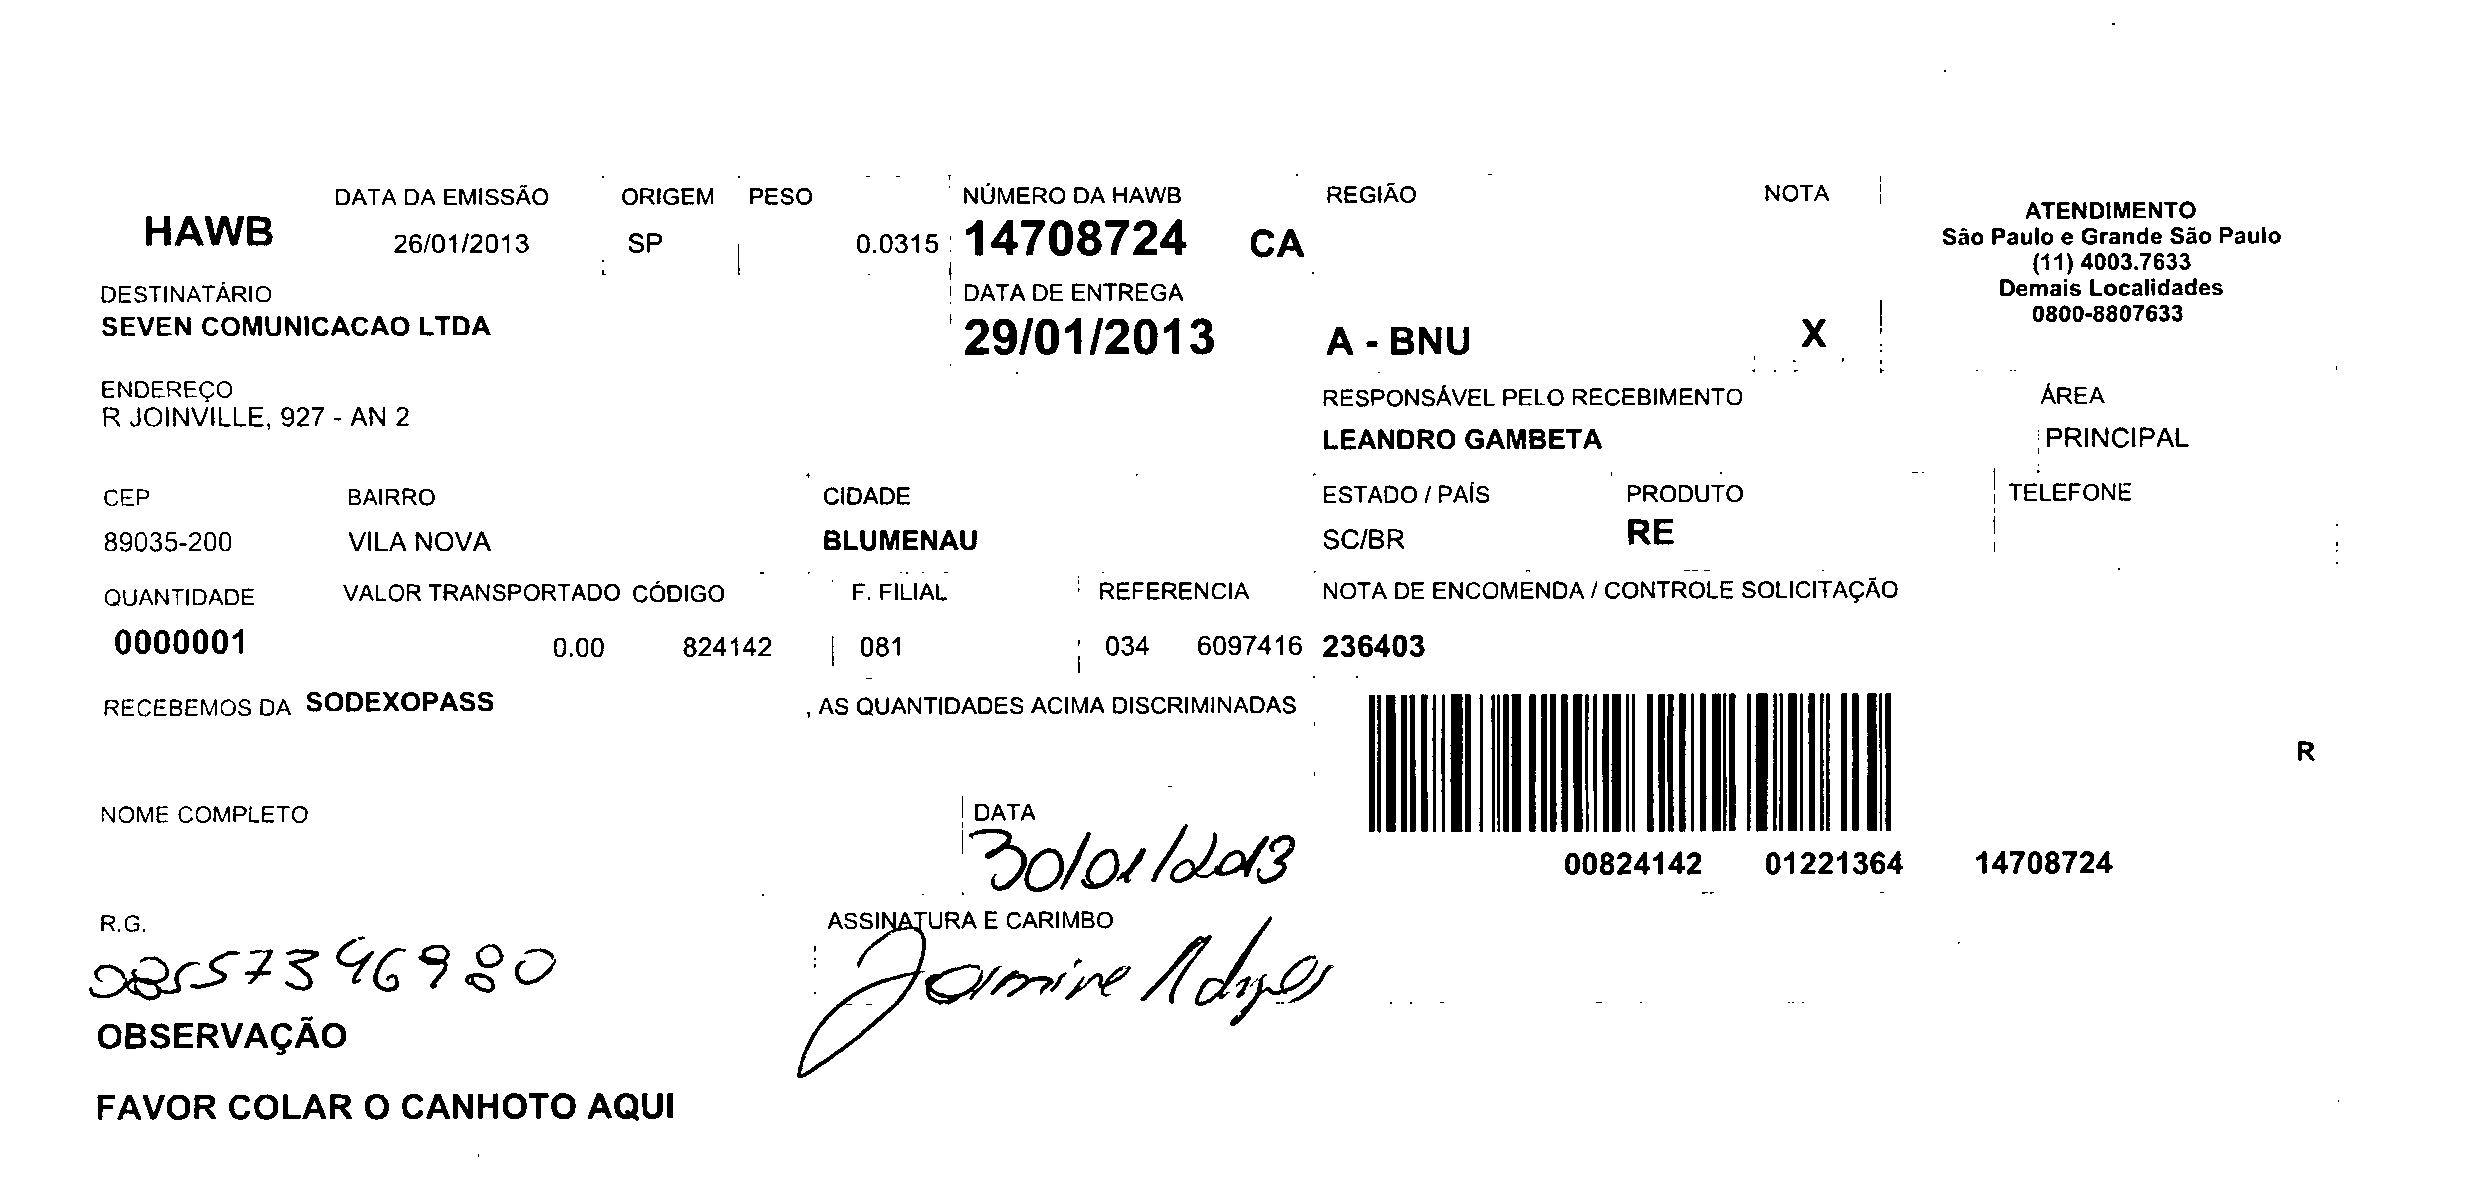 HAWB DATA DA EMISSÃO ORIGEM PESO NÚMERO DA HAWB REGIÃO NOTA
26/01/2013 SP 0.0315 14708724 CA
ATENDIMENTO
São Paulo e Grande São Paulo
(11) 4003.7633
Demais Localidades
0800-8807633
DESTINATÁRIO DATA DE ENTREGA
SEVEN COMUNICACAO LTDA 29/01/2013 A - BNU X
ENDEREÇO RESPONSÁVEL PELO RECEBIMENTO ÁREA
R JOINVILLE, 927 - AN 2 LEANDRO GAMBETA PRINCIPAL
CEP BAIRRO CIDADE ESTADO / PAÍS PRODUTO TELEFONE
89035-200 VILA NOVA BLUMENAU SC/BR RE
QUANTIDADE VALOR TRANSPORTADO CÓDIGO F. FILIAL REFERENCIA NOTA DE ENCOMENDA / CONTROLE SOLICITAÇÃO
0000001 0.00 824142 081 034 6097416 236403
RECEBEMOS DA SODEXOPASS , AS QUANTIDADES ACIMA DISCRIMINADAS
R
NOME COMPLETO DATA
30/01/2013
00824142 01221364 14708724
R.G. ASSINATURA E CARIMBO
08557346980
OBSERVAÇÃO
FAVOR COLAR O CANHOTO AQUI